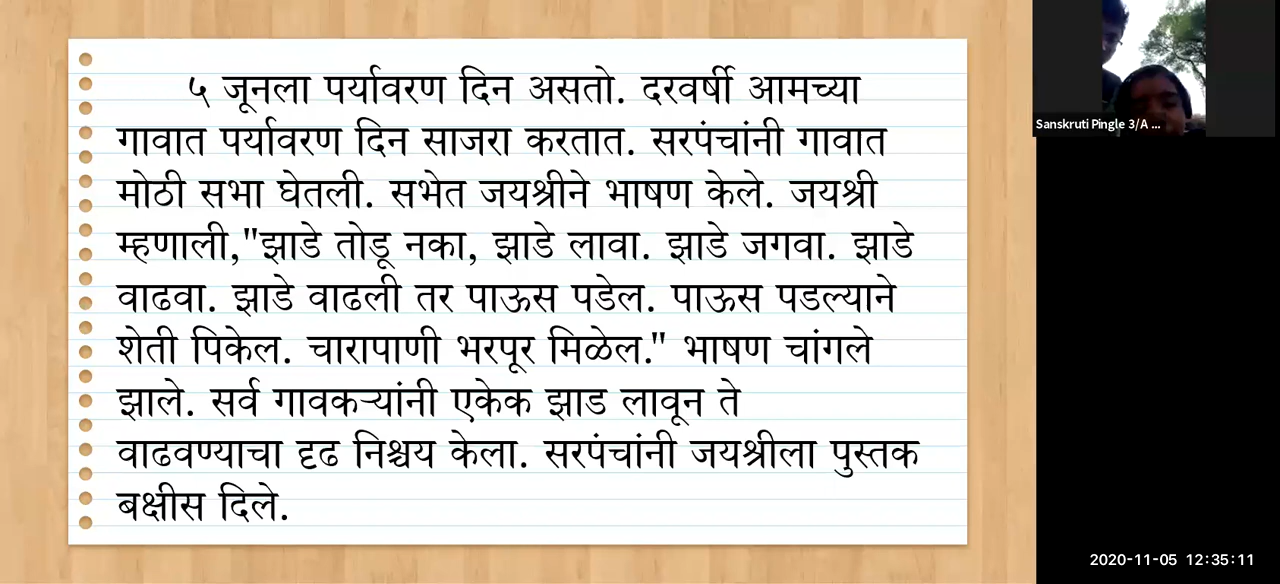 ५ जूनला पर्यावरण दिन असतो. दरवर्षी आमच्या
गावात पर्यावरण दिन साजरा करतात. सरपंचांनी गावात
मोठी सभा घेतली. सभेत जयश्रीने भाषण केले. जयश्री
म्हणाली,"झाडे तोडू नका, झाडे लावा. झाडे जगवा. झाडे
वाढवा. झाडे वाढली तर पाऊस पडेल. पाऊस पडल्याने
शेती पिकेल. चारापाणी भरपूर मिळेल." भाषण चांगले
झाले. सर्व गावकऱ्यांनी एकेक झाड लावून ते
वाढवण्याचा दृढ निश्चय केला. सरपंचांनी जयश्रीला पुस्तक
बक्षीस दिले.
Sanskruti Pingle 3/A ...
2020-11-05 12:35:11